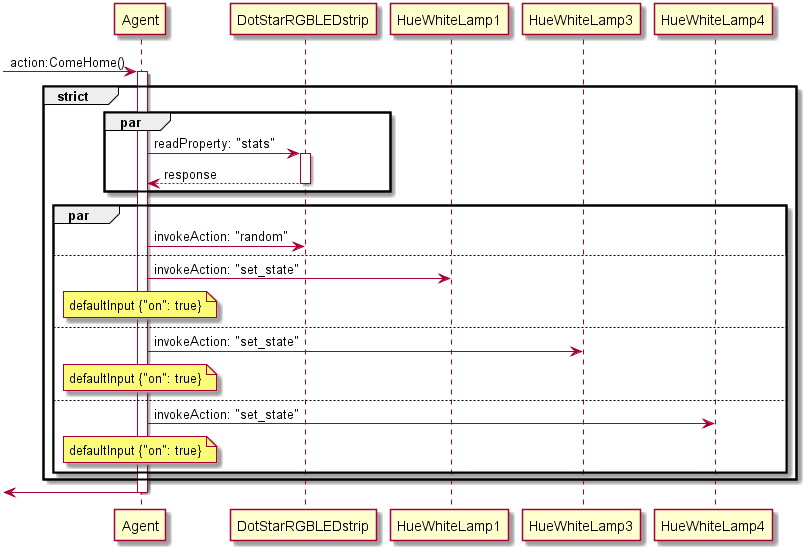 Agent DotStarRGBLEDstrip HueWhiteLamp1 HueWhiteLamp3 HueWhiteLamp4
action:ComeHome()
strict
par
readProperty: "stats"
response
par
invokeAction: "random"
invokeAction: "set_state"
defaultInput {"on": true}
invokeAction: "set_state"
defaultInput {"on": true}
invokeAction: "set_state"
defaultInput {"on": true}
Agent DotStarRGBLEDstrip HueWhiteLamp1 HueWhiteLamp3 HueWhiteLamp4